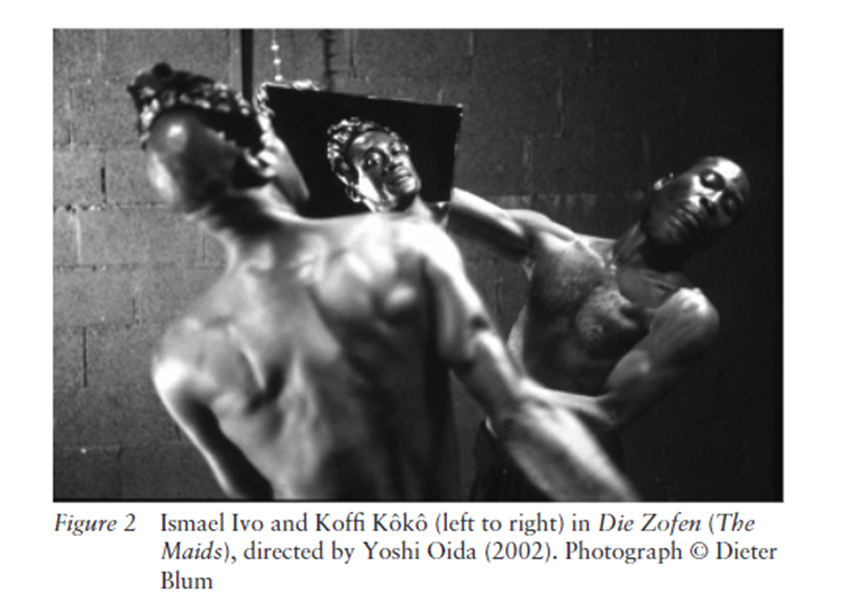 Figure 2 Ismael Ivo and Koffi Kôkô (left to right) in Die Zofen (The
Maids), directed by Yoshi Oida (2002). Photograph © Dieter
Blum